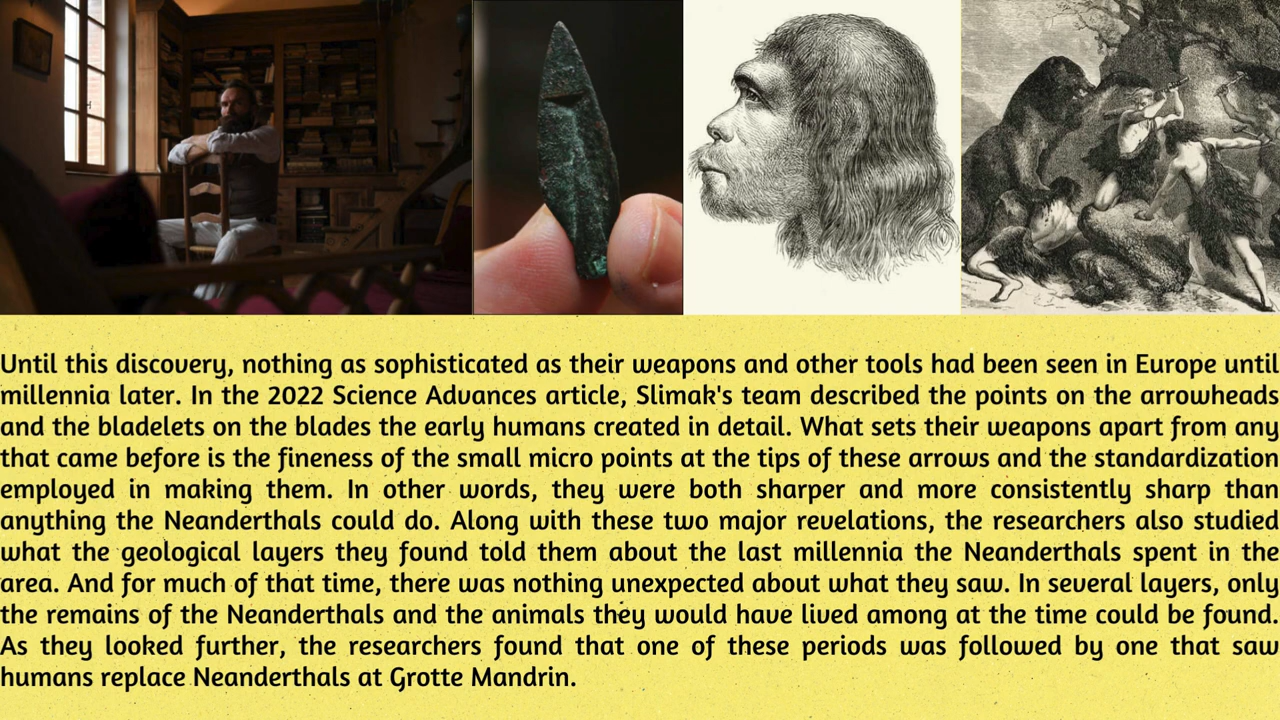 Until this discovery, nothing as sophisticated as their weapons and other tools had been seen in Europe until
millennia later. In the 2022 Science Advances article, Slimak's team described the points on the arrowheads
and the bladelets on the blades the early humans created in detail. What sets their weapons apart from any
that came before is the fineness of the small micro points at the tips of these arrows and the standardization
employed in making them. In other words, they were both sharper and more consistently sharp than
anything the Neanderthals could do. Along with these two major revelations, the researchers also studied
what the geological layers they found told them about the last millennia the Neanderthals spent in the
area. And for much of that time, there was nothing unexpected about what they saw. In several layers, only
the remains of the Neanderthals and the animals they would have lived among at the time could be found.
As they looked further, the researchers found that one of these periods was followed by one that saw
humans replace Neanderthals at Grotte Mandrin.